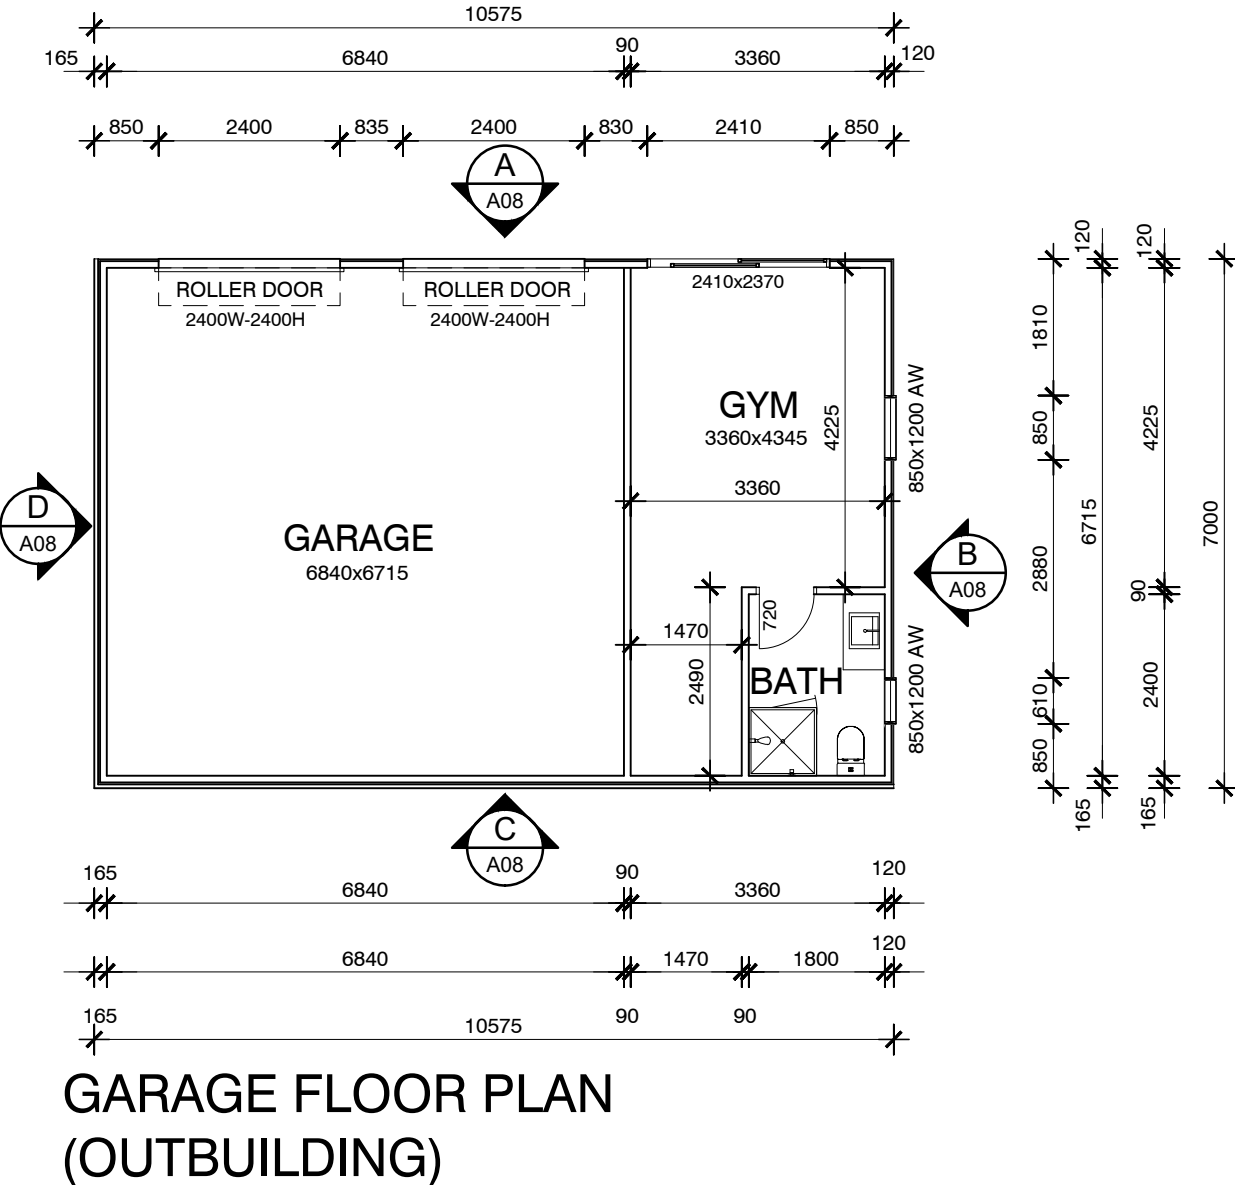 10575
165 6840 90 3360 120
850 2400 835 2400 830 2410 850
A
A08
ROLLER DOOR
2400W-2400H
ROLLER DOOR
2400W-2400H
2410x2370
GYM
3360x4345
4225
3360
850x1200 AW
GARAGE
6840x6715
D
A08
B
A08
720
1470
2490
BATH
850x1200 AW
1810
850
2880
610
850
120
6715
165
120
4225
90
2400
165
7000
C
A08
165 6840 90 3360 120
6840 1470 1800 120
165 90 90
10575
GARAGE FLOOR PLAN
(OUTBUILDING)